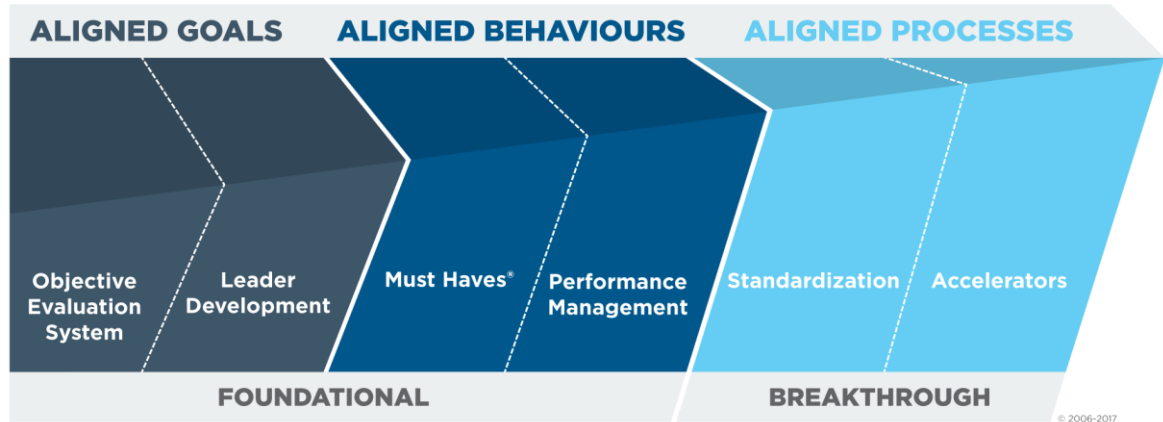 ALIGNED GOALS
ALIGNED BEHAVIOURS
ALIGNED PROCESSES
Objective
Evaluation
System
Leader
Development
Must Haves®
Performance
Management
Standardization
Accelerators
FOUNDATIONAL
BREAKTHROUGH
© 2006-2017